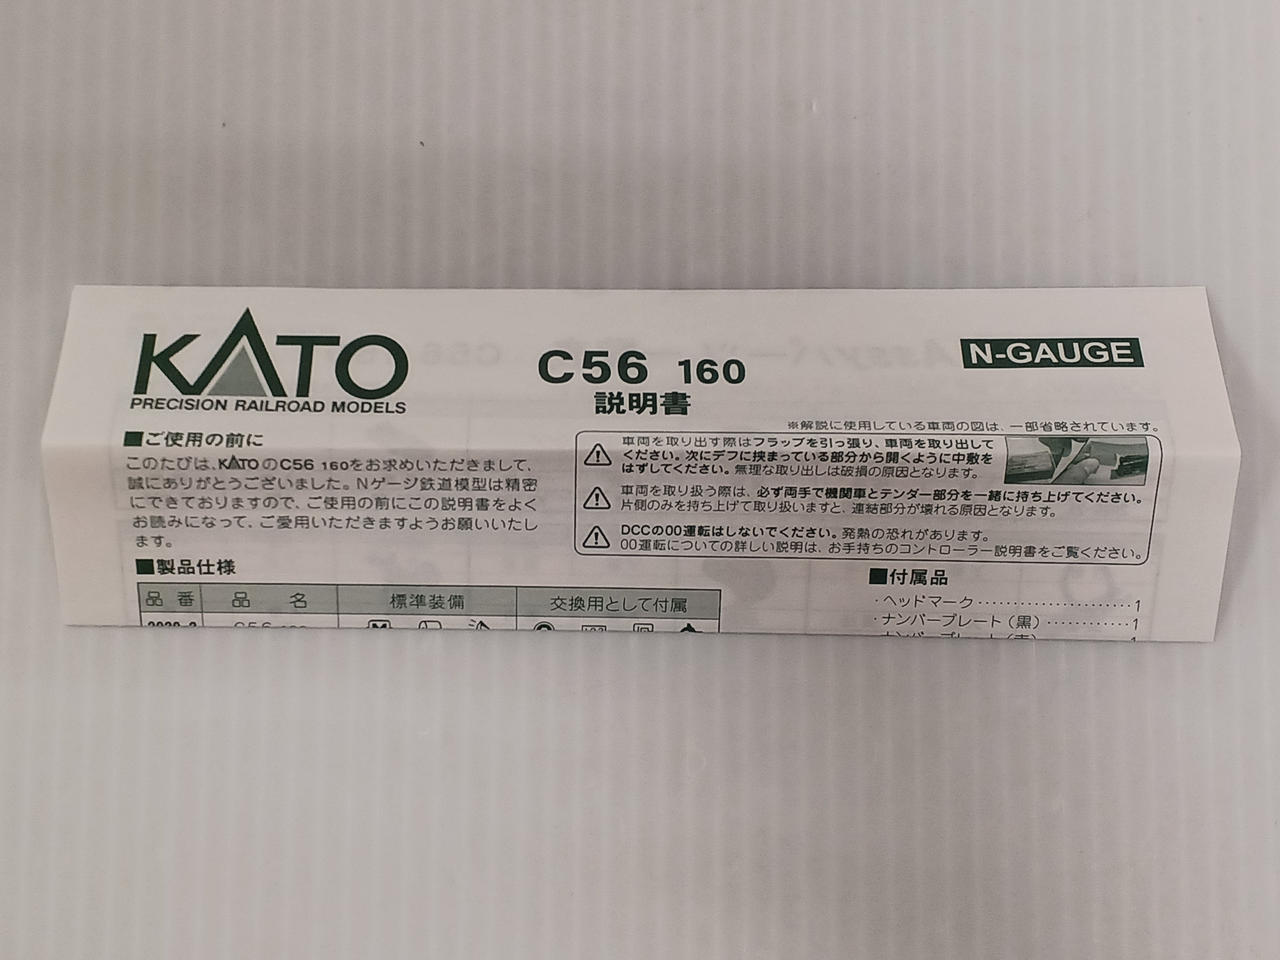 KATO
PRECISION RAILROAD MODELS
C56 160
説明書
N-GAUGE
※解説に使用している車両の図は、一部省略されています。
■ご使用の前に
このたびは、KATOのC56 160をお求めいただきまして、
誠にありがとうございました。Nゲージ鉄道模型は精密
にできておりますので、ご使用の前にこの説明書をよく
お読みになって、ご愛用いただきますようお願いいたし
ます。
車両を取り出す際はフラップを引っ張り、車両を取り出して
ください。次にデフに挟まっている部分から開くように中敷を
はずしてください。無理な取り出しは破損の原因となります。
車両を取り扱う際は、必ず両手で機関車とテンダー部分を一緒に持ち上げてください。
片側のみを持ち上げて取り扱いますと、連結部分が壊れる原因となります。
DCCの00運転はしないでください。発熱の恐れがあります。
00運転についての詳しい説明は、お手持ちのコントローラー説明書をご覧ください。
■製品仕様
品 番 品 名 標準装備 交換用として付属
■付属品
・ヘッドマーク······················1
・ナンバープレート（黒）············1